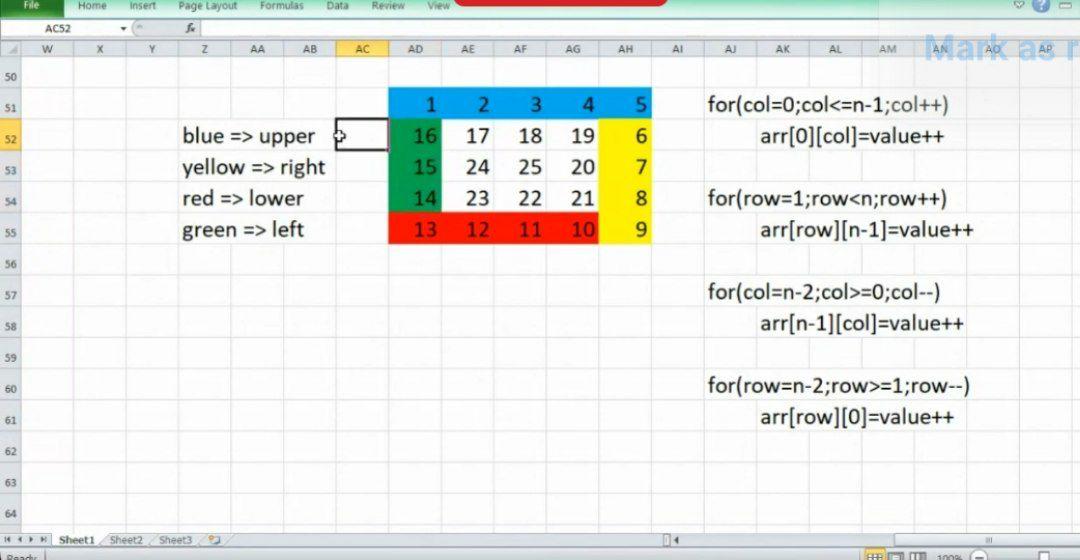 File Home Insert Page Layout Formulas Data Review View
AC52 fx
Mark as r
W X Y Z AA AB AC AD AE AF AG AH AI AJ AK AL AM AN AO AP
50
51 1 2 3 4 5 for(col=0;col<=n-1;col++)
52 blue => upper 16 17 18 19 6 arr[0][col]=value++
53 yellow => right 15 24 25 20 7
54 red => lower 14 23 22 21 8 for(row=1;row<n;row++)
55 green => left 13 12 11 10 9 arr[row][n-1]=value++
56
57 for(col=n-2;col>=0;col--)
58 arr[n-1][col]=value++
59
60 for(row=n-2;row>=1;row--)
61 arr[row][0]=value++
62
63
64
Sheet1 Sheet2 Sheet3
Ready 100%